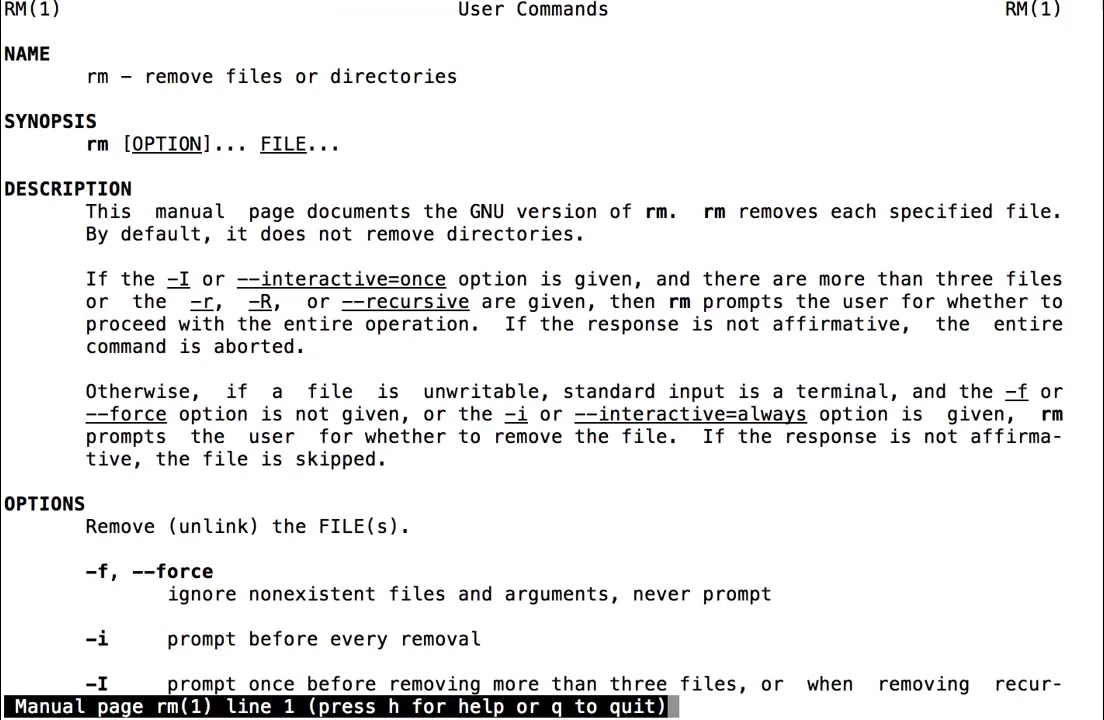 RM(1) User Commands RM(1)
NAME
rm – remove files or directories
SYNOPSIS
rm [OPTION]... FILE...
DESCRIPTION
This manual page documents the GNU version of rm. rm removes each specified file.
By default, it does not remove directories.
If the –I or ––interactive=once option is given, and there are more than three files
or the –r, –R, or ––recursive are given, then rm prompts the user for whether to
proceed with the entire operation. If the response is not affirmative, the entire
command is aborted.
Otherwise, if a file is unwritable, standard input is a terminal, and the –f or
––force option is not given, or the –i or ––interactive=always option is given, rm
prompts the user for whether to remove the file. If the response is not affirma-
tive, the file is skipped.
OPTIONS
Remove (unlink) the FILE(s).
–f, ––force
ignore nonexistent files and arguments, never prompt
–i prompt before every removal
–I prompt once before removing more than three files, or when removing recur-
Manual page rm(1) line 1 (press h for help or q to quit)